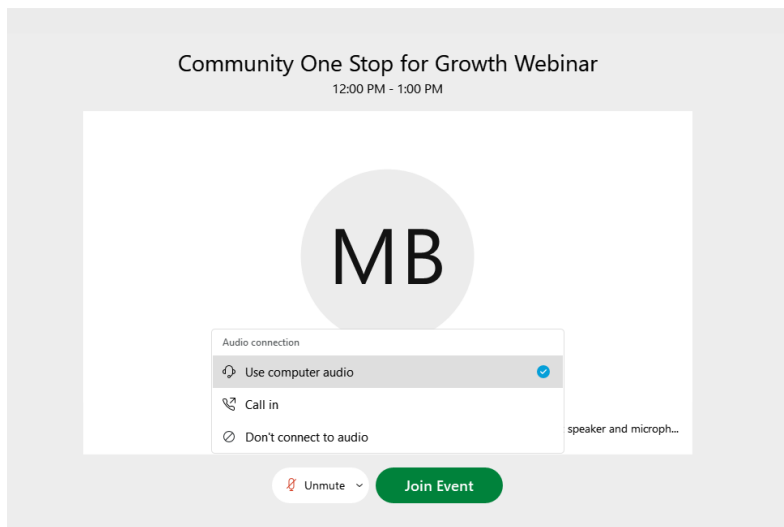 Community One Stop for Growth Webinar
12:00 PM - 1:00 PM
MB
Audio connection
Use computer audio
Call in
Don't connect to audio
speaker and microph...
Unmute
Join Event